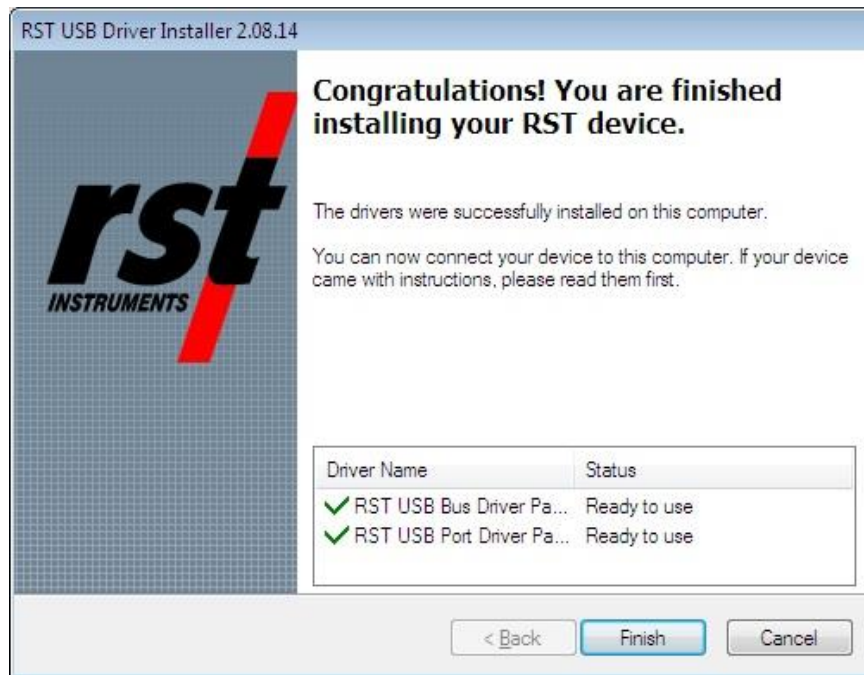 RST USB Driver Installer 2.08.14
Congratulations! You are finished
installing your RST device.
rst
INSTRUMENTS
The drivers were successfully installed on this computer.
You can now connect your device to this computer. If your device
came with instructions, please read them first.
Driver Name Status
RST USB Bus Driver Pa... Ready to use
RST USB Port Driver Pa... Ready to use
< Back Finish Cancel